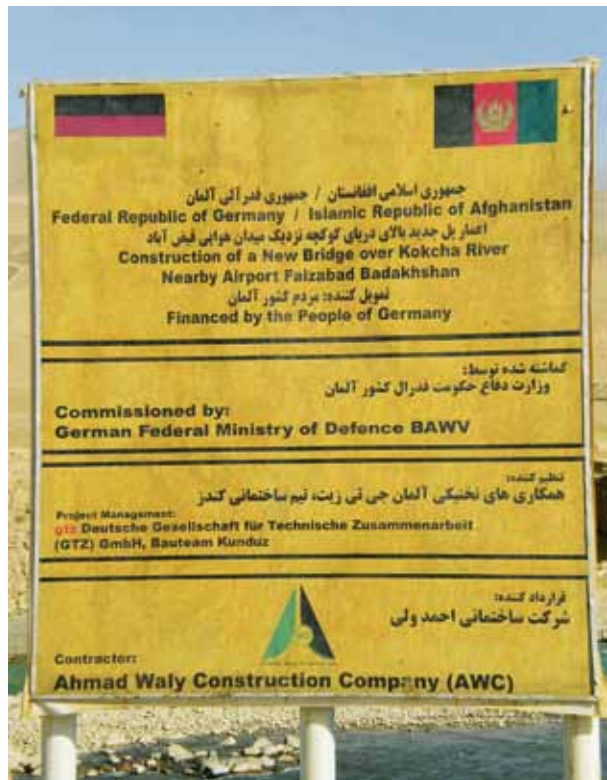 جمهوری اسلامی افغانستان / جمهوری فدرالی آلمان
Federal Republic of Germany / Islamic Republic of Afghanistan
اعمار پل جدید بالای دریای کوکچه نزدیک میدان هوایی فیض آباد
Construction of a New Bridge over Kokcha River
Nearby Airport Faizabad Badakhshan
تمویل کننده: مردم کشور آلمان
Financed by the People of Germany
گماشته شده توسط:
وزارت دفاع حکومت فدرال کشور آلمان
Commissioned by:
German Federal Ministry of Defence BAWV
تنظیم کننده:
همکاری های تخنیکی آلمان جی تی زیت، تیم ساختمانی کندز
Project Management:
gtz Deutsche Gesellschaft für Technische Zusammenarbeit
(GTZ) GmbH, Bauteam Kunduz
قرارداد کننده:
شرکت ساختمانی احمد ولی
Contractor:
Ahmad Waly Construction Company (AWC)